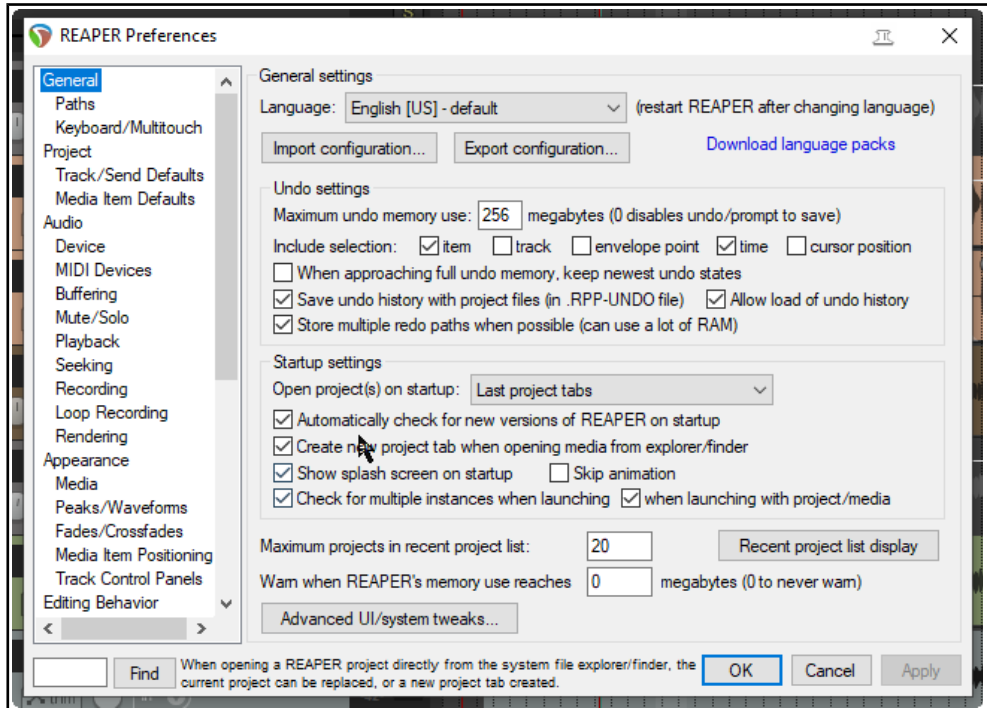 REAPER Preferences
General
Paths
Keyboard/Multitouch
Project
Track/Send Defaults
Media Item Defaults
Audio
Device
MIDI Devices
Buffering
Mute/Solo
Playback
Seeking
Recording
Loop Recording
Rendering
Appearance
Media
Peaks/Waveforms
Fades/Crossfades
Media Item Positioning
Track Control Panels
Editing Behavior
General settings
Language: English [US] - default (restart REAPER after changing language)
Import configuration... Export configuration... Download language packs
Undo settings
Maximum undo memory use: 256 megabytes (0 disables undo/prompt to save)
Include selection: item track envelope point time cursor position
When approaching full undo memory, keep newest undo states
Save undo history with project files (in .RPP-UNDO file) Allow load of undo history
Store multiple redo paths when possible (can use a lot of RAM)
Startup settings
Open project(s) on startup: Last project tabs
Automatically check for new versions of REAPER on startup
Create new project tab when opening media from explorer/finder
Show splash screen on startup Skip animation
Check for multiple instances when launching when launching with project/media
Maximum projects in recent project list: 20 Recent project list display
Warn when REAPER's memory use reaches 0 megabytes (0 to never warn)
Advanced UI/system tweaks...
Find
When opening a REAPER project directly from the system file explorer/finder, the
current project can be replaced, or a new project tab created.
OK Cancel Apply